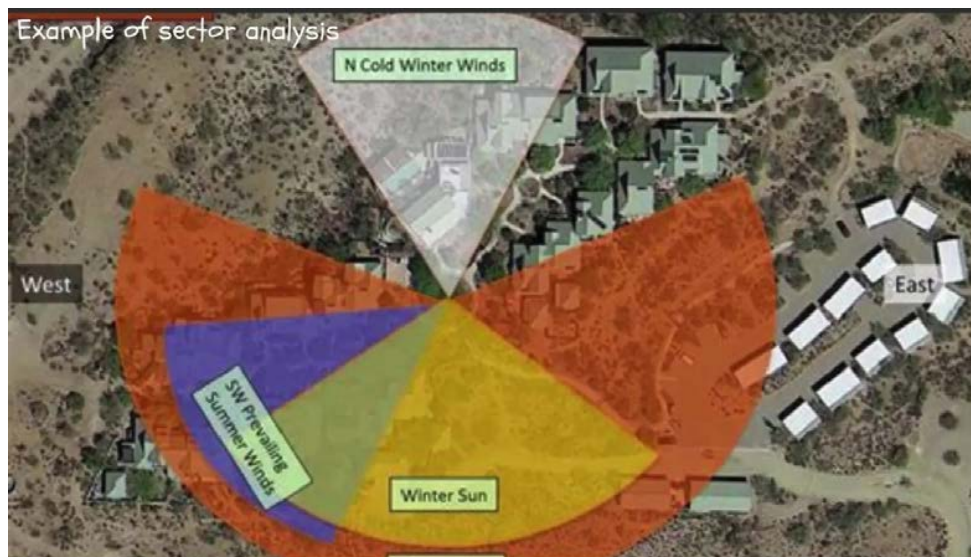 Example of sector analysis
N Cold Winter Winds
West
East
SW Prevailing
Summer Winds
Winter Sun